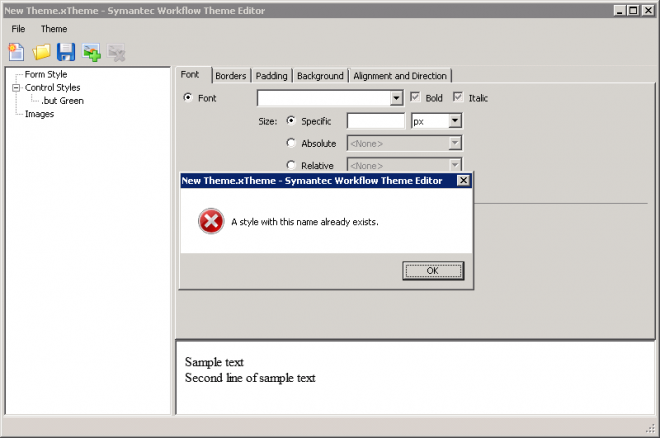 New Theme.xTheme - Symantec Workflow Theme Editor
File Theme
Form Style
Control Styles
.but Green
Images
Font Borders Padding Background Alignment and Direction
Font Bold Italic
Size: Specific px
Absolute <None>
Relative <None>
New Theme.xTheme - Symantec Workflow Theme Editor
A style with this name already exists.
OK
Sample text
Second line of sample text